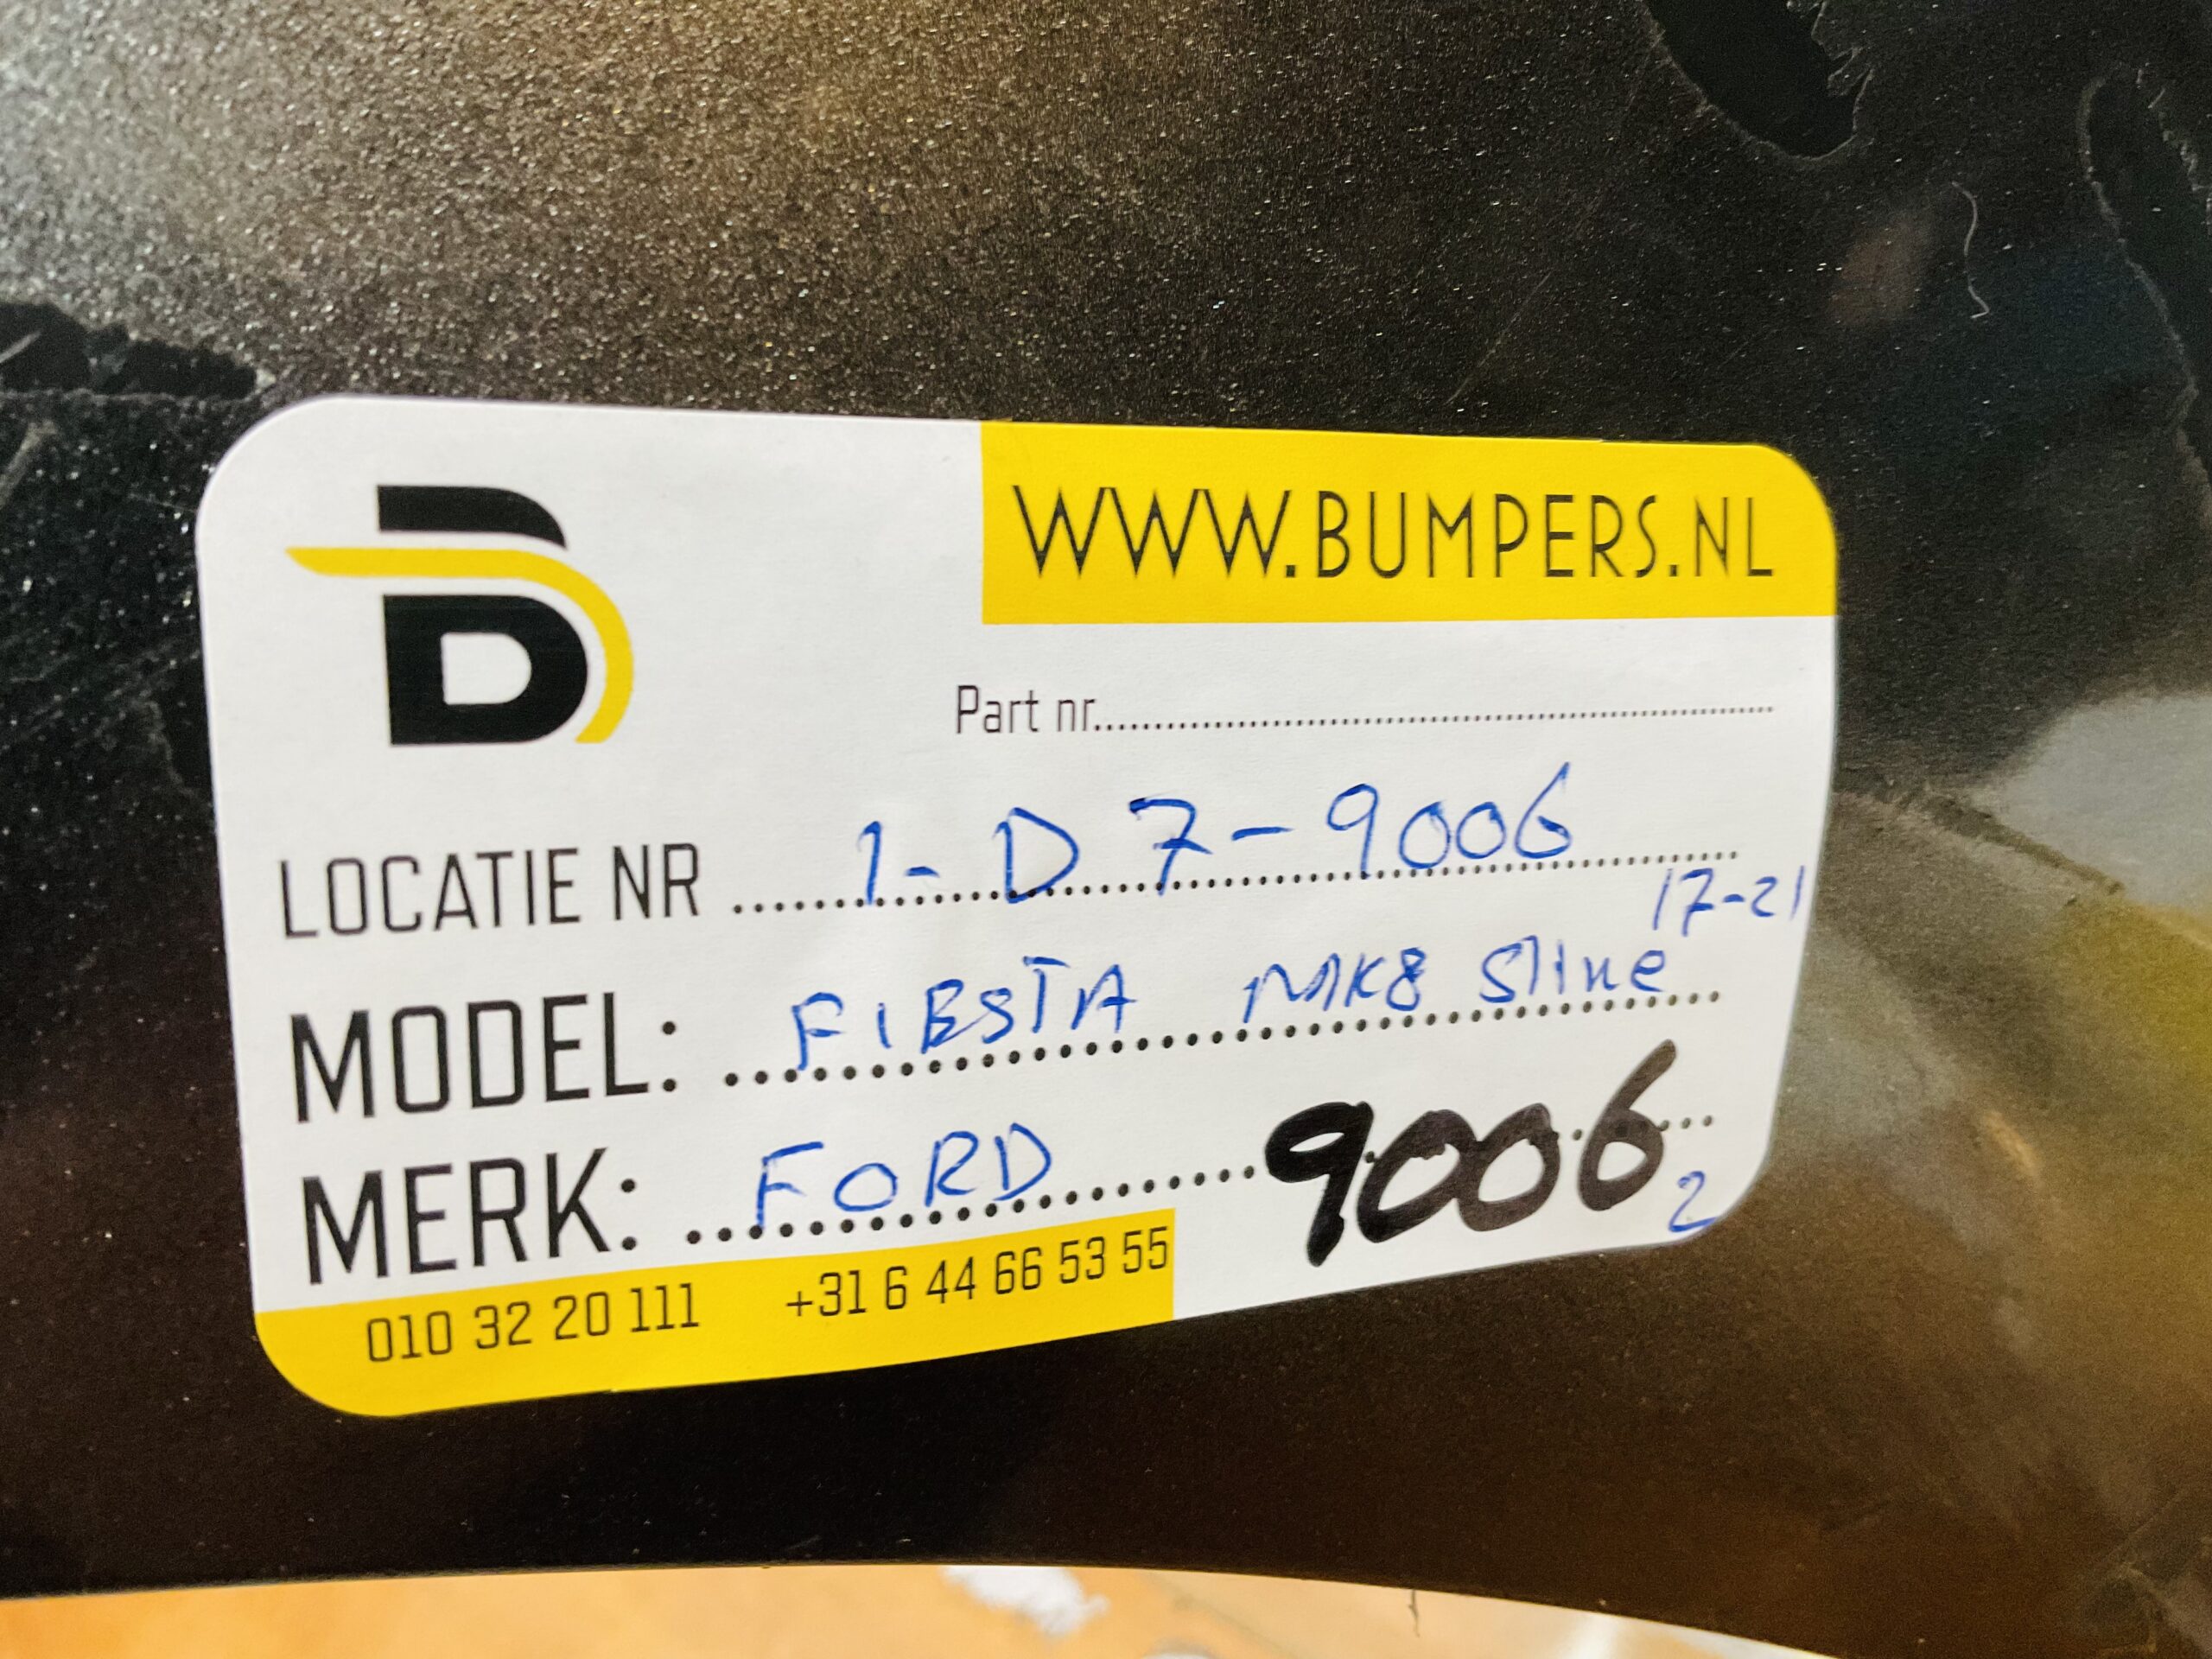 B
WWW.BUMPERS.NL
Part nr.......
LOCATIE NR ....... 1-D7-9006
17-21
MODEL: ....... FIESTA MK8 Sline
MERK: ....... FORD 9006
2
010 32 20 111 +31 6 44 66 53 55